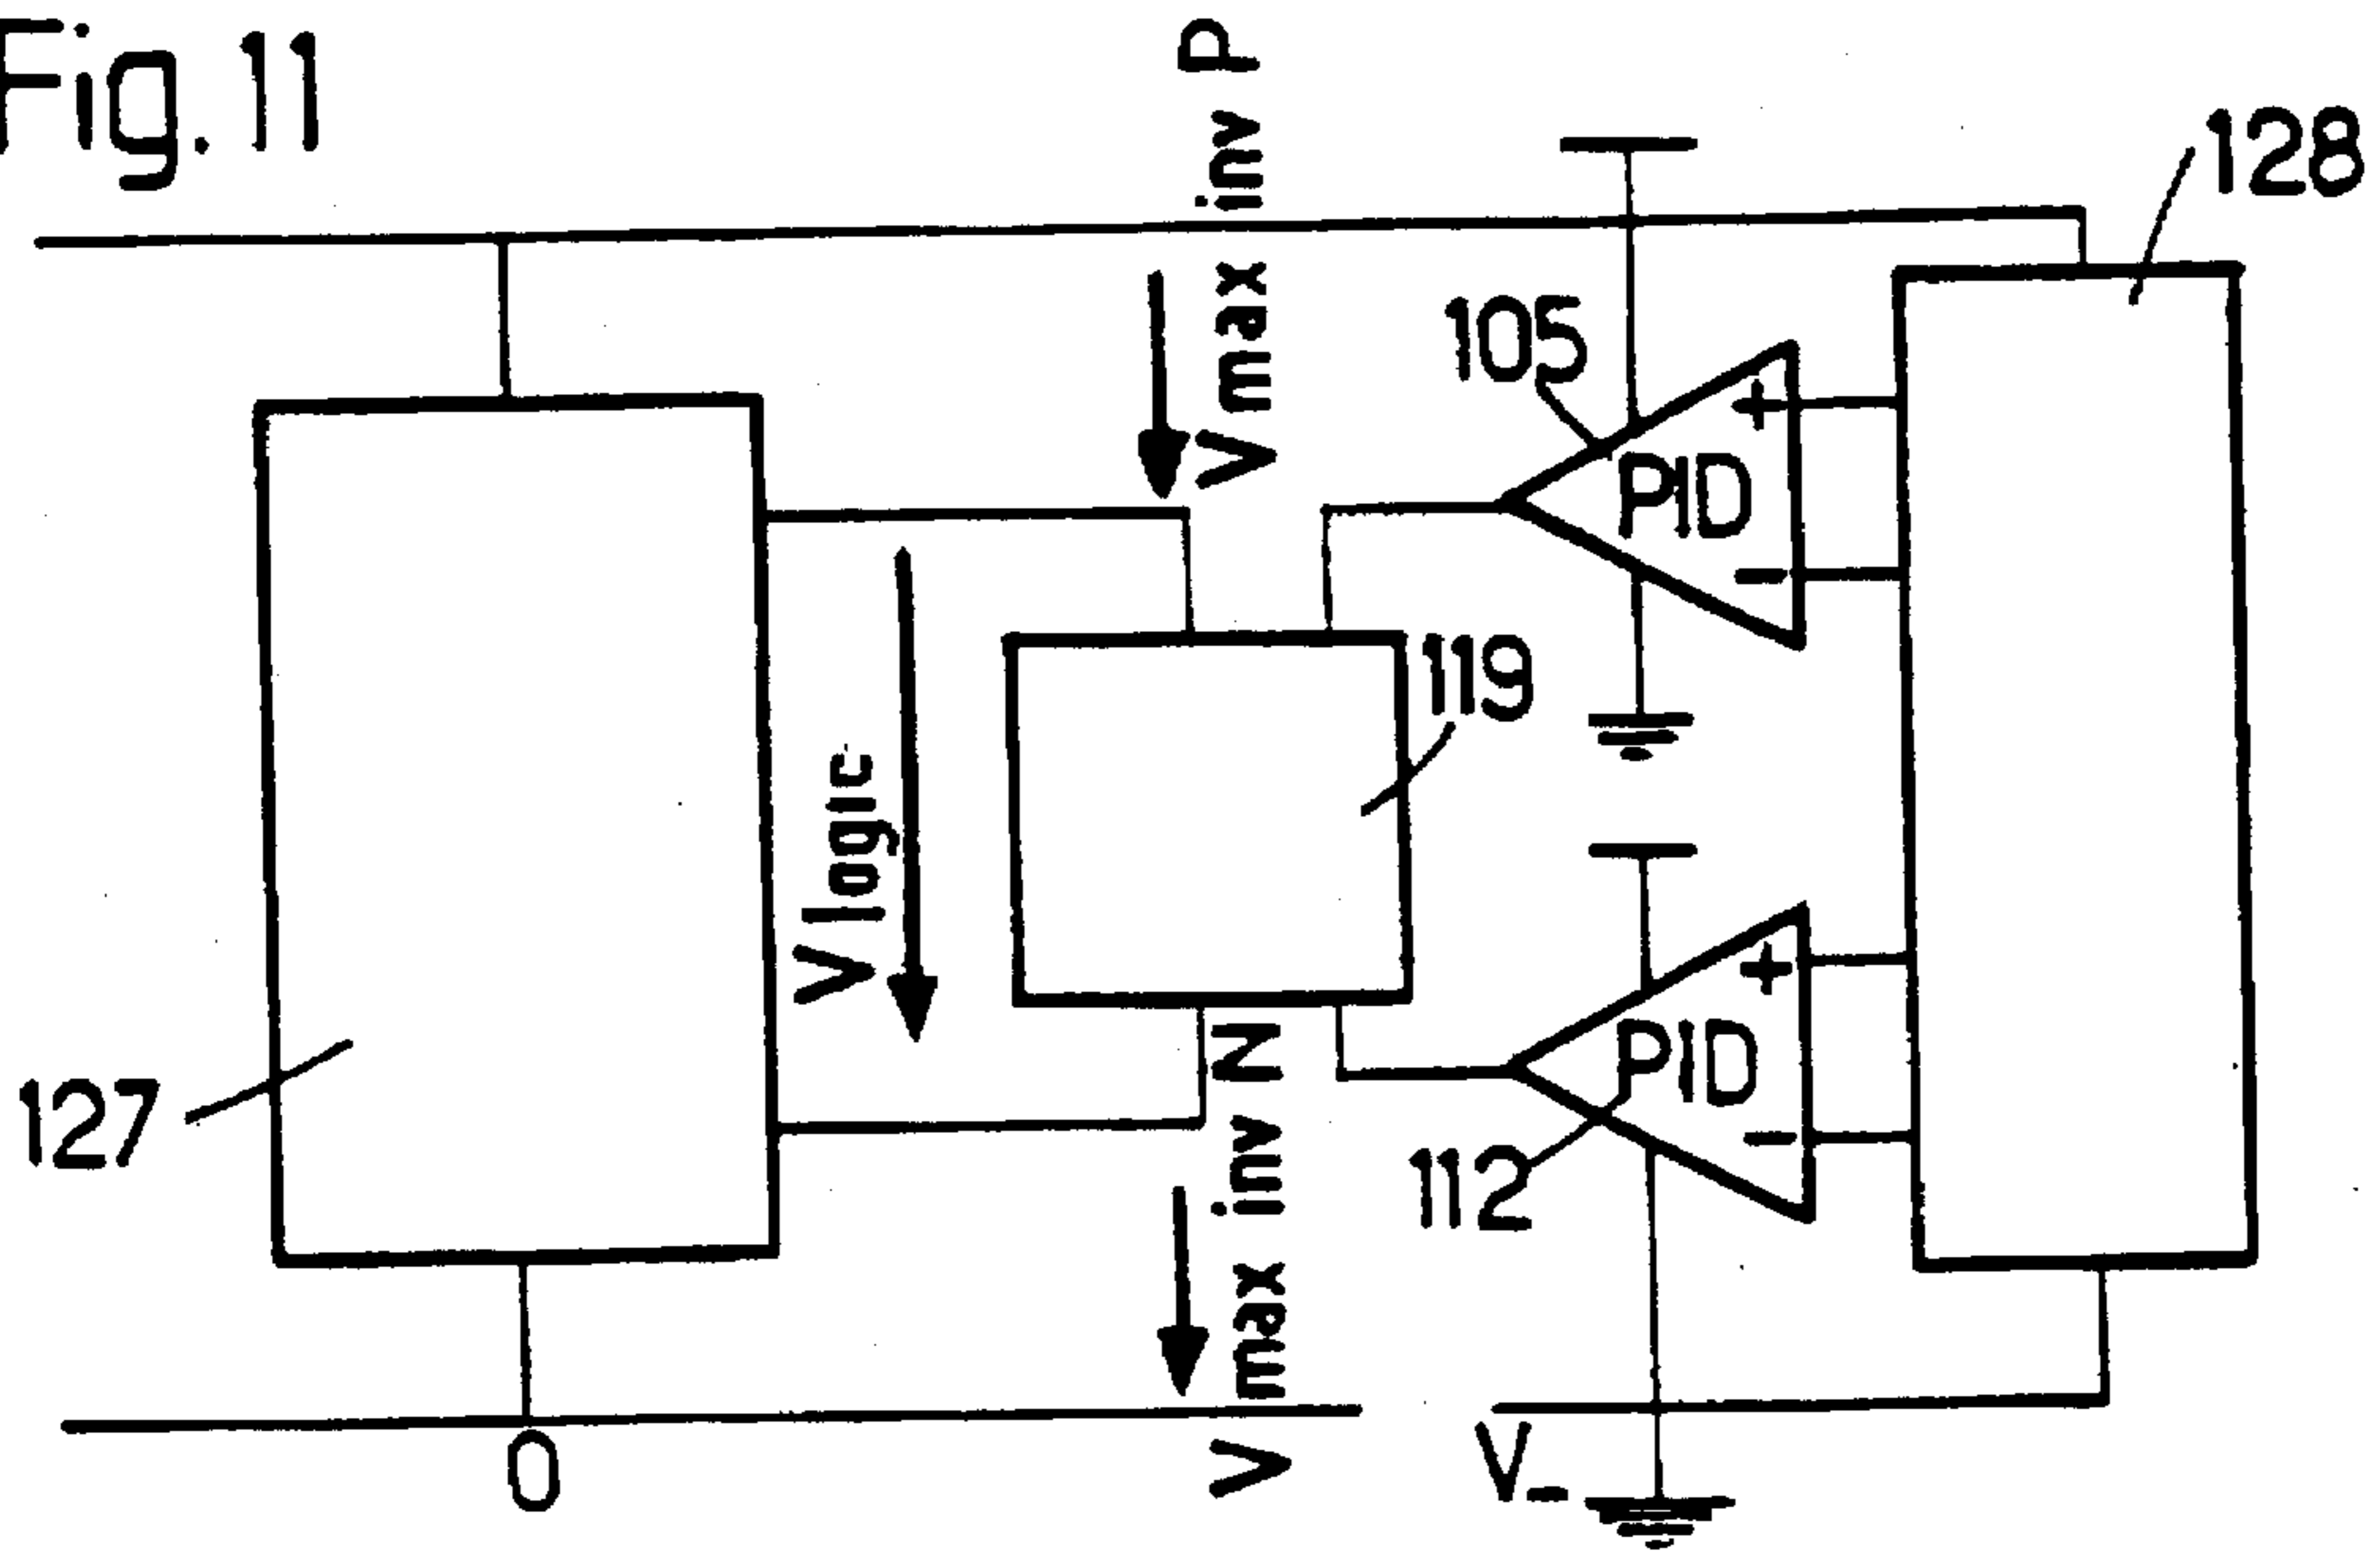 Fig. 11
V max inv P
128
105
+
PID
−
119
V logic
+
PID
−
127
112
V max inv N
0
V−